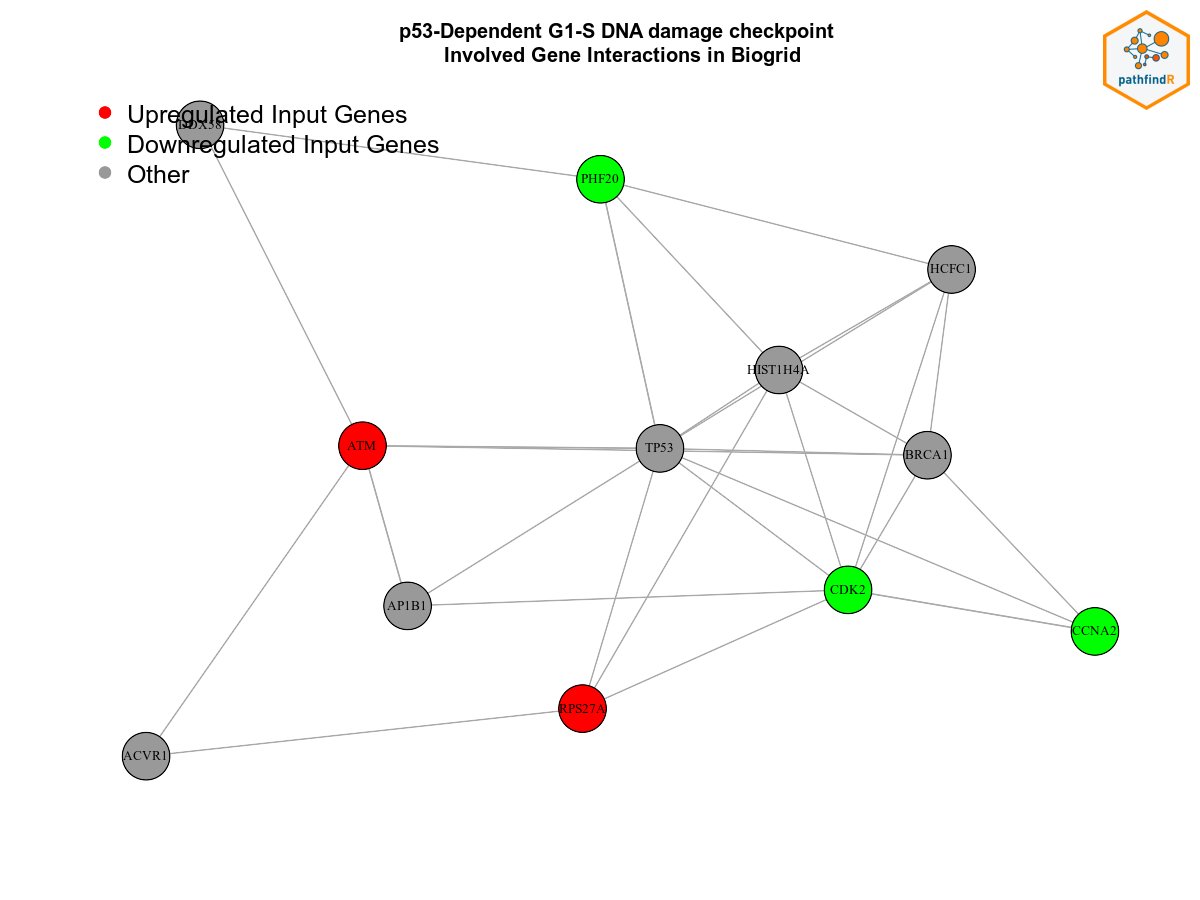 p53-Dependent G1-S DNA damage checkpoint
Involved Gene Interactions in Biogrid
pathfindR
Upregulated Input Genes
DDX58
Downregulated Input Genes
Other
PHF20
HCFC1
HIST1H4A
ATM
TP53
BRCA1
CDK2
AP1B1
CCNA2
RPS27A
ACVR1